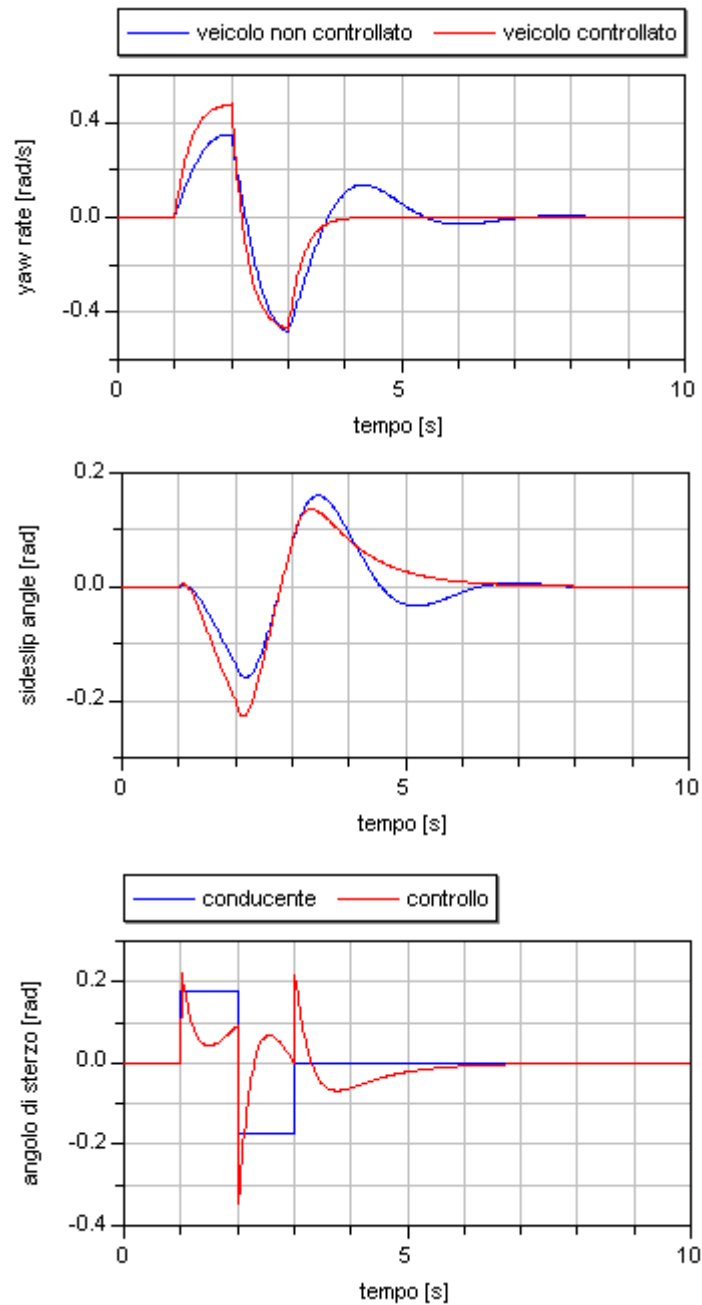 veicolo non controllato veicolo controllato
0.4
0.0
-0.4
yaw rate [rad/s]
0 5 10
tempo [s]
0.2
0.0
-0.2
sideslip angle [rad]
0 5 10
tempo [s]
conducente controllo
0.2
0.0
-0.2
-0.4
angolo di sterzo [rad]
0 5 10
tempo [s]